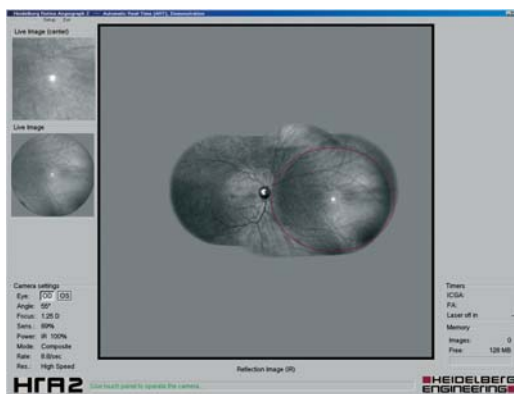 Heidelberg Retina Angiograph 2 --- Automatic Real Time (ART), Demonstration
Setup Exit
Live Image (center)
Live Image
Camera settings
Eye: OD OS
Angle: 55°
Focus: 1.25 D
Sens.: 89%
Power: IR 100%
Mode: Composite
Rate: 8.8/sec
Res.: High Speed
Reflection Image (IR)
Timers
ICGA:
FA:
Laser off in -
Memory
Images: 0
Free: 128 MB
HRA2
Use touch panel to operate the camera...
HEIDELBERG
ENGINEERING